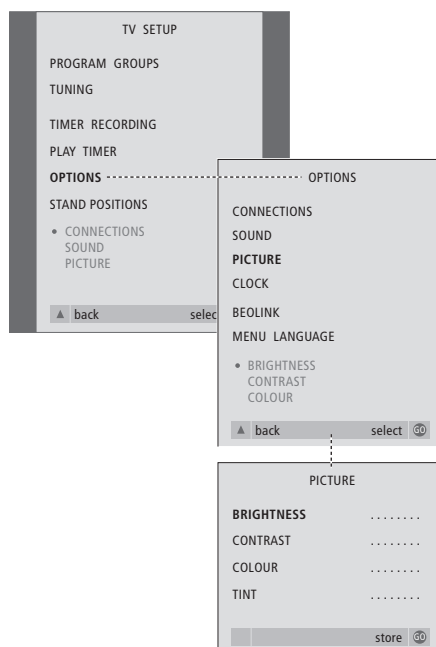 TV SETUP
PROGRAM GROUPS
TUNING
TIMER RECORDING
PLAY TIMER
OPTIONS
STAND POSITIONS
• CONNECTIONS
SOUND
PICTURE
▲ back selec
OPTIONS
CONNECTIONS
SOUND
PICTURE
CLOCK
BEOLINK
MENU LANGUAGE
• BRIGHTNESS
CONTRAST
COLOUR
▲ back select GO
PICTURE
BRIGHTNESS ........
CONTRAST ........
COLOUR ........
TINT ........
store GO